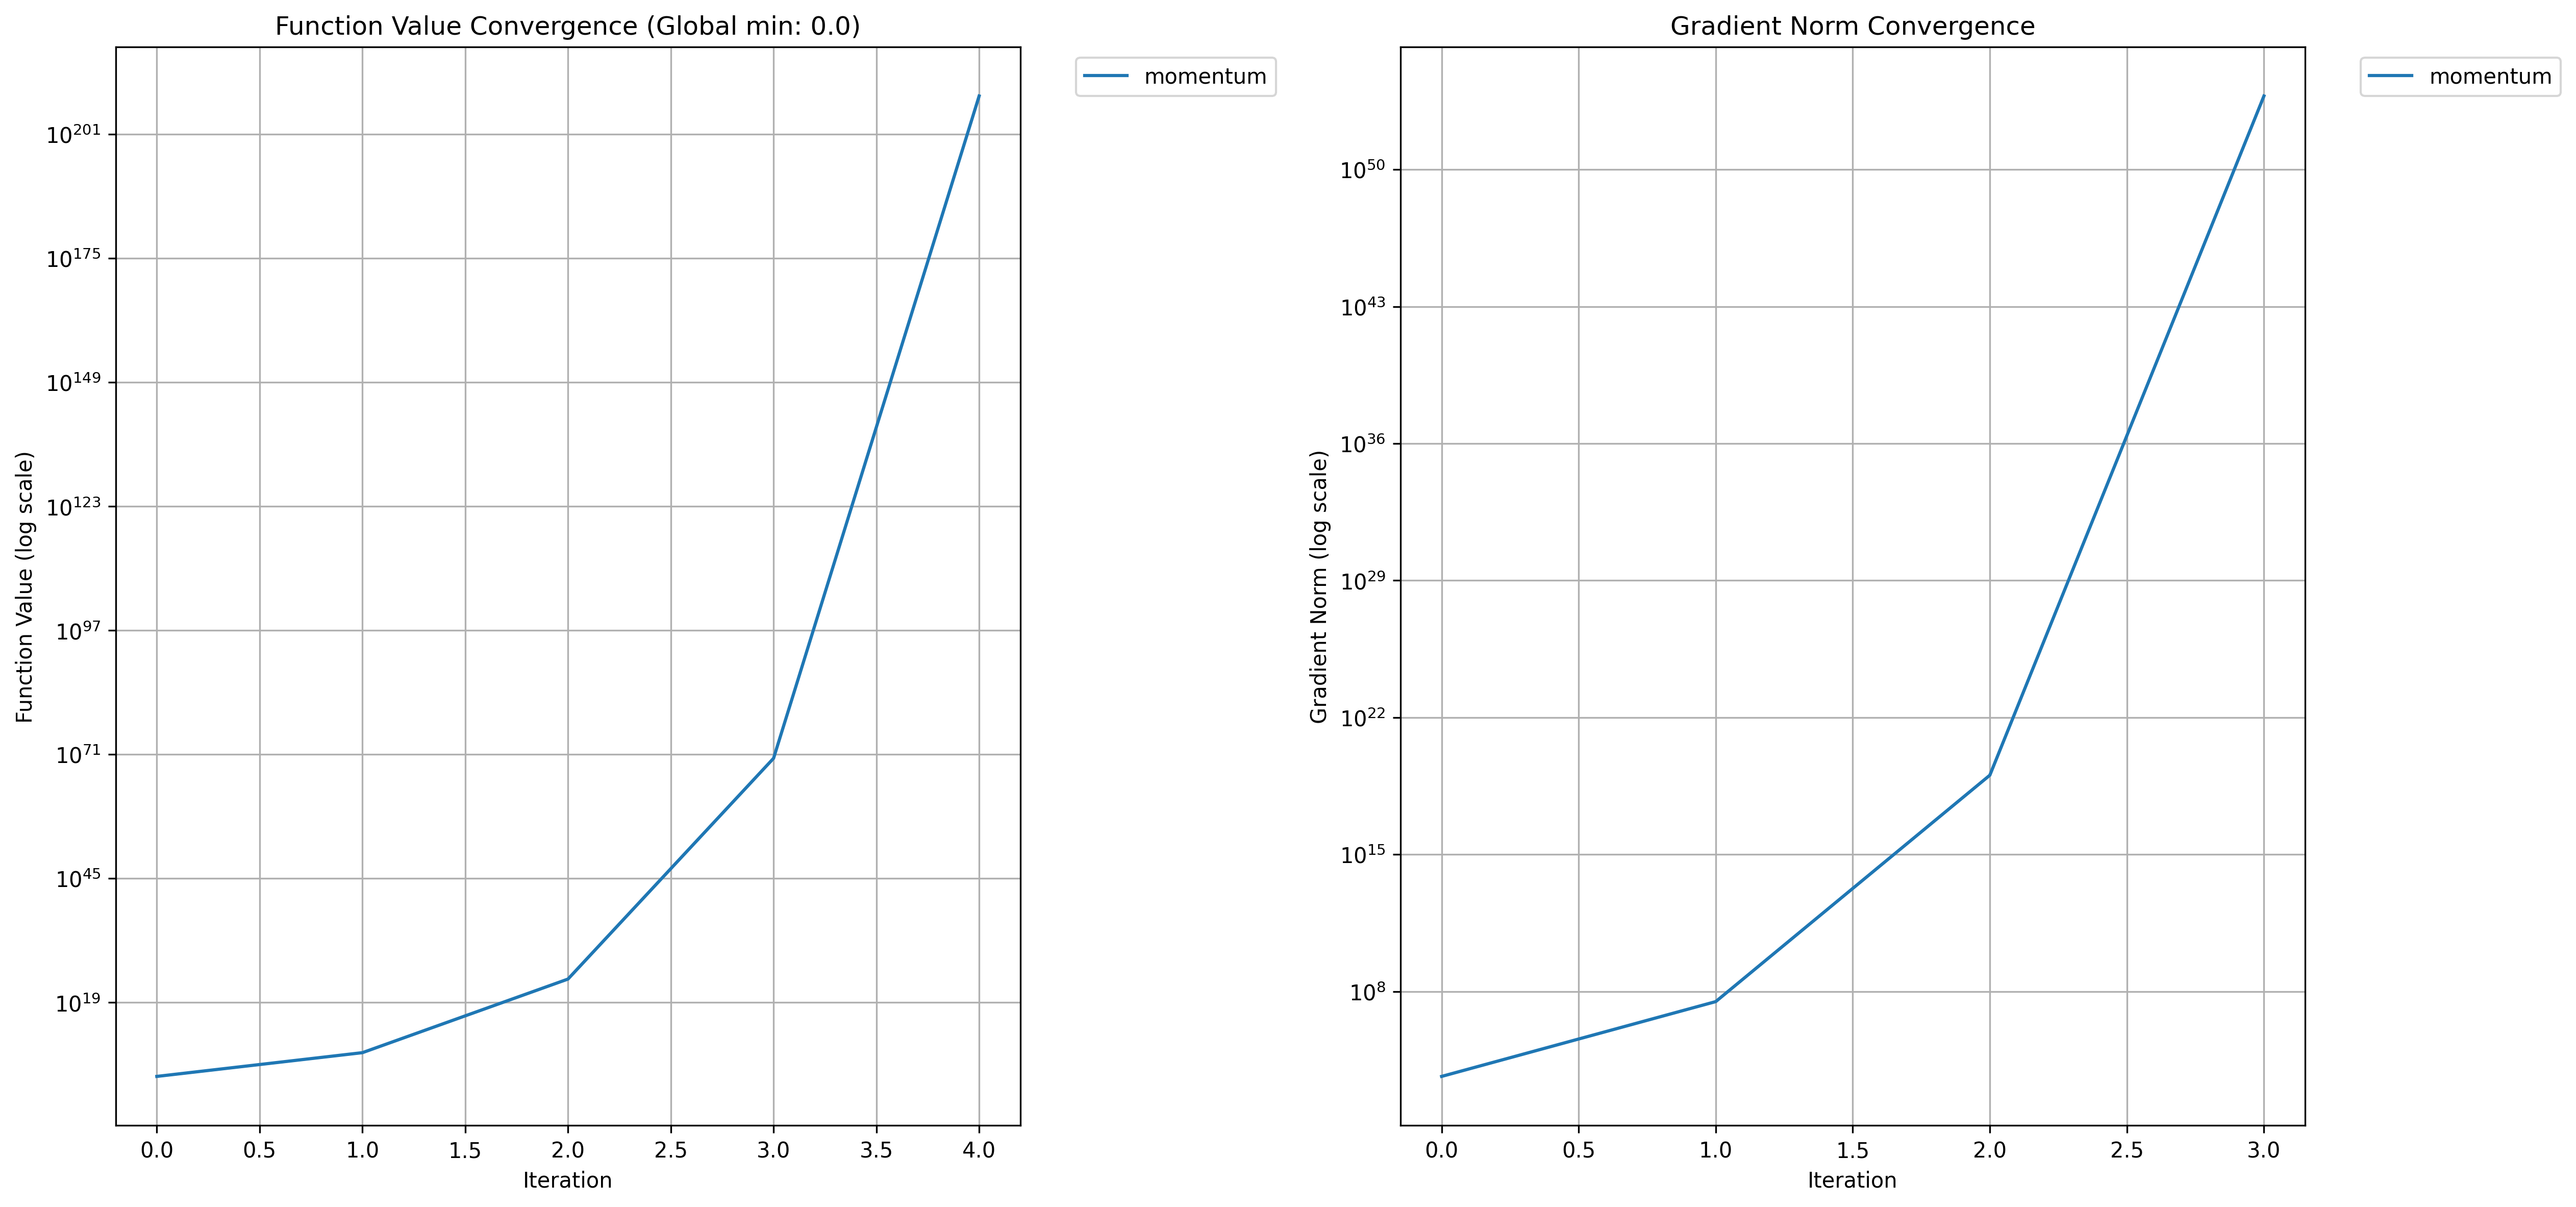 Function Value Convergence (Global min: 0.0)
momentum
Function Value (log scale)
10^201
10^175
10^149
10^123
10^97
10^71
10^45
10^19
0.0 0.5 1.0 1.5 2.0 2.5 3.0 3.5 4.0
Iteration
Gradient Norm Convergence
momentum
Gradient Norm (log scale)
10^50
10^43
10^36
10^29
10^22
10^15
10^8
0.0 0.5 1.0 1.5 2.0 2.5 3.0
Iteration